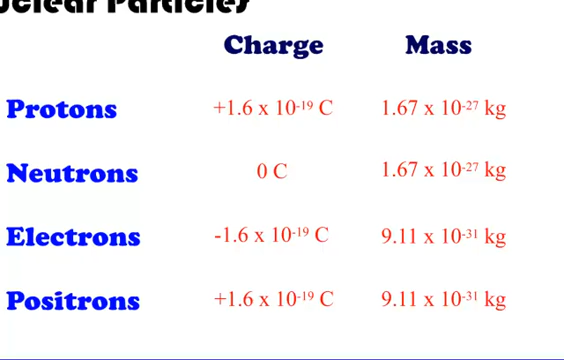 Nuclear Particles
Charge Mass
Protons +1.6 x 10⁻¹⁹ C 1.67 x 10⁻²⁷ kg
Neutrons 0 C 1.67 x 10⁻²⁷ kg
Electrons -1.6 x 10⁻¹⁹ C 9.11 x 10⁻³¹ kg
Positrons +1.6 x 10⁻¹⁹ C 9.11 x 10⁻³¹ kg